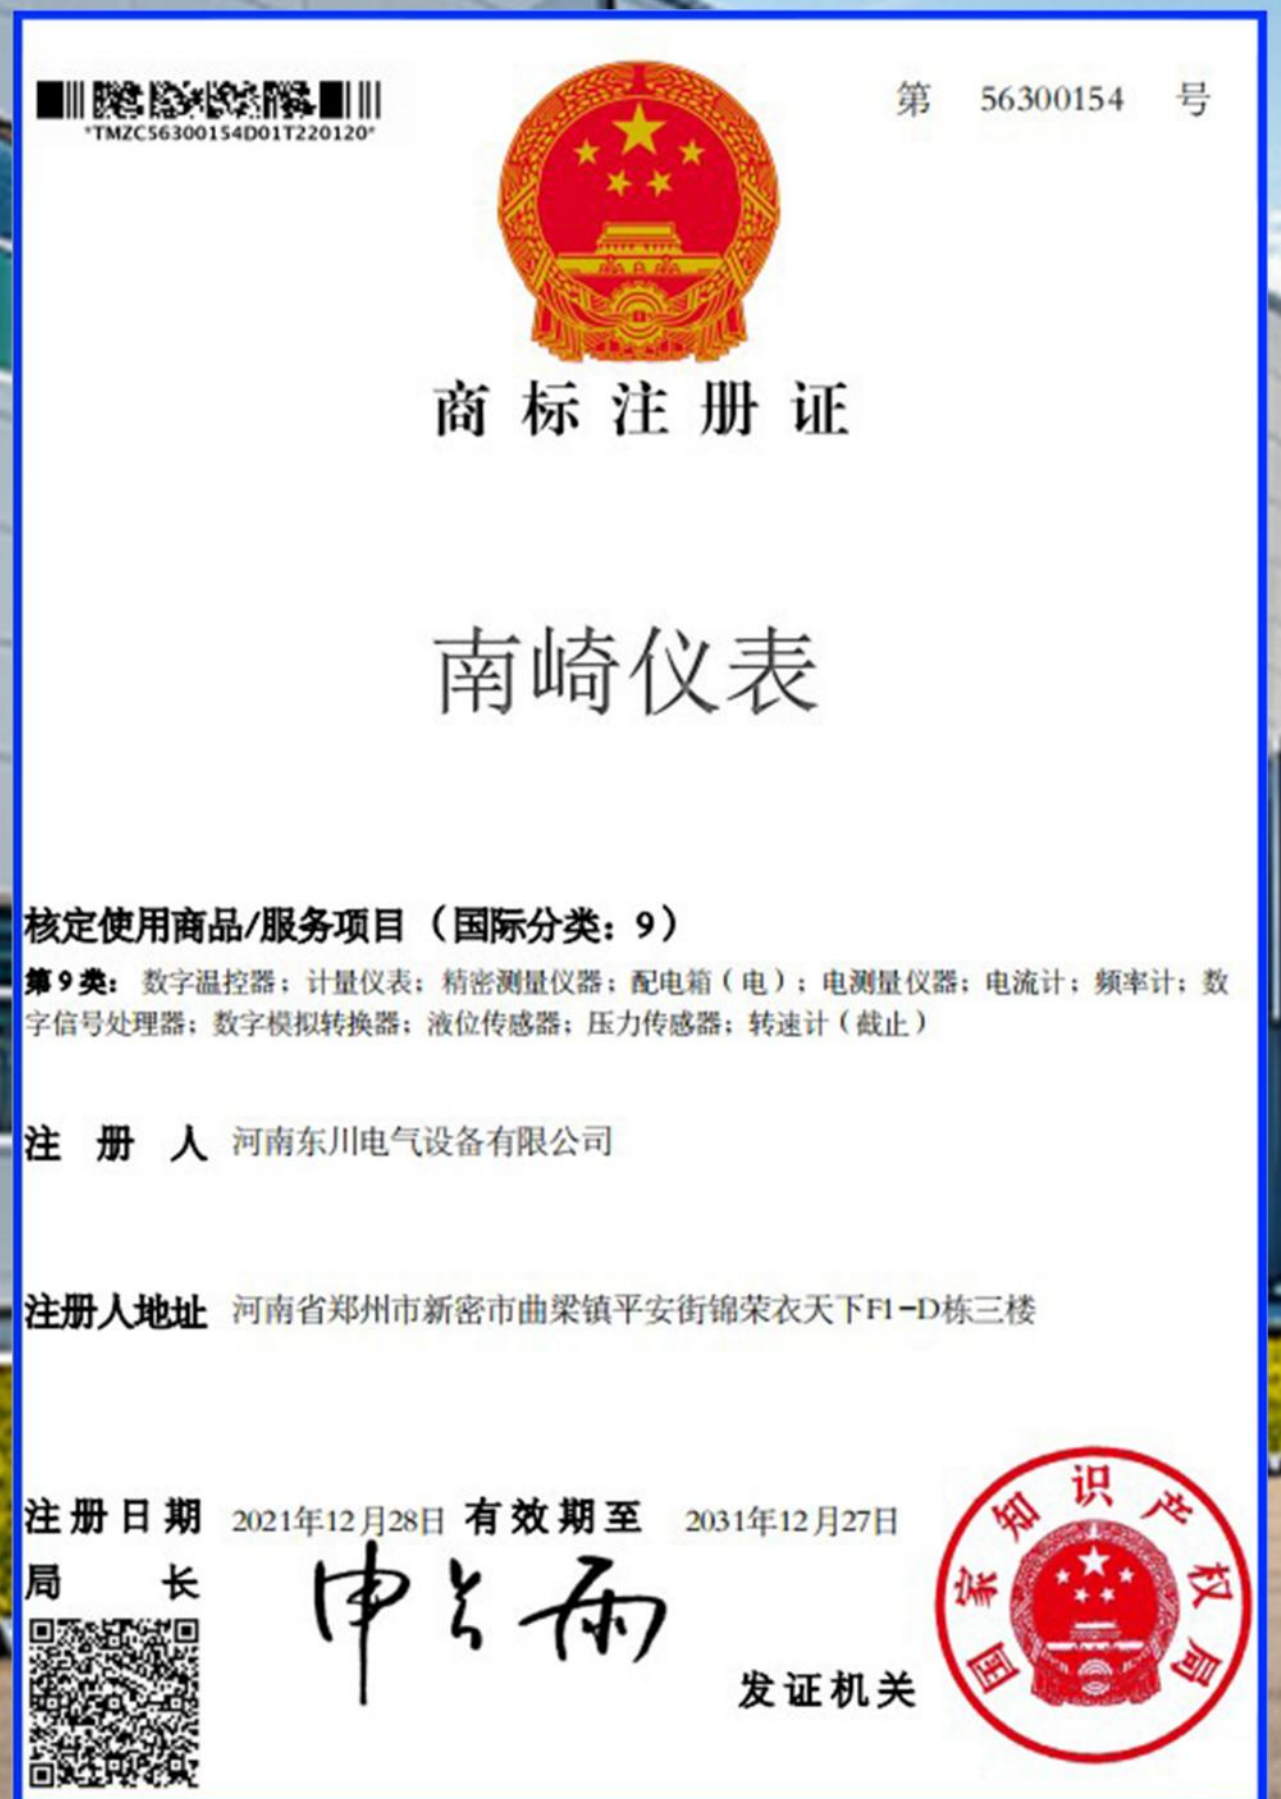 *TMZC56300154D01T220120*
第 56300154 号
商标注册证
南崎仪表
核定使用商品/服务项目（国际分类：9）
第9类：数字温控器；计量仪表；精密测量仪器；配电箱（电）；电测量仪器；电流计；频率计；数
字信号处理器；数字模拟转换器；液位传感器；压力传感器；转速计（截止）
注册人 河南东川电气设备有限公司
注册人地址 河南省郑州市新密市曲梁镇平安街锦荣衣天下F1-D栋三楼
注册日期 2021年12月28日 有效期至 2031年12月27日
局长 申长雨
发证机关
国家知识产权局